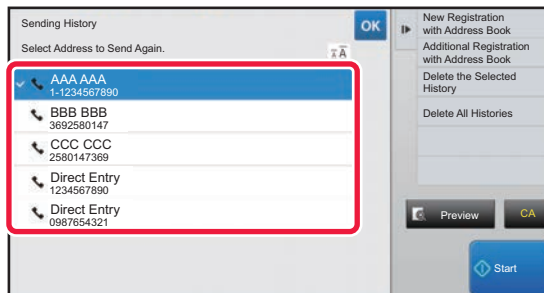 Sending History
OK
Select Address to Send Again.
AAA AAA
1-1234567890
BBB BBB
3692580147
CCC CCC
2580147369
Direct Entry
1234567890
Direct Entry
0987654321
New Registration
with Address Book
Additional Registration
with Address Book
Delete the Selected
History
Delete All Histories
Preview
CA
Start